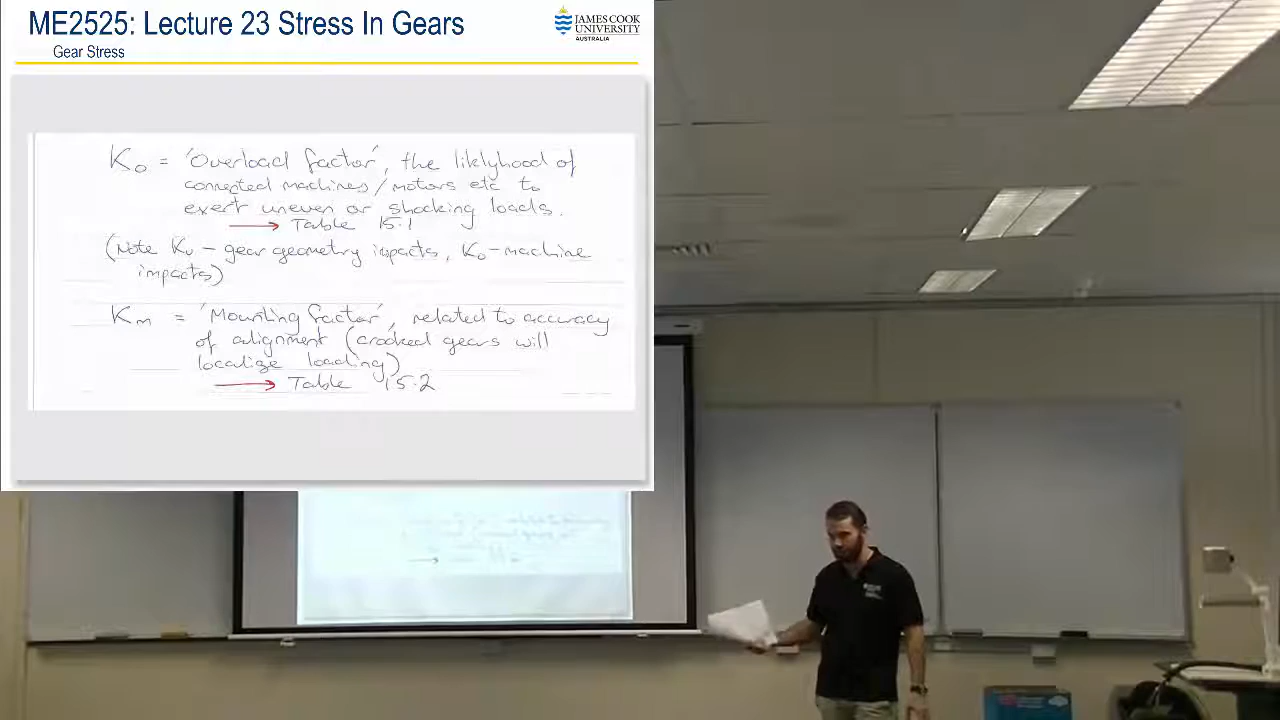 ME2525: Lecture 23 Stress In Gears
Gear Stress
JAMES COOK
UNIVERSITY
AUSTRALIA
Ko = 'Overload factor', the likelyhood of
connected machines/motors etc to
exert uneven or shocking loads.
→ Table 15.1
(Note Kv - gear geometry impacts, Ko - machine
impacts)
Km = 'Mounting factor', related to accuracy
of alignment (crooked gears will
localize loading)
→ Table 15.2